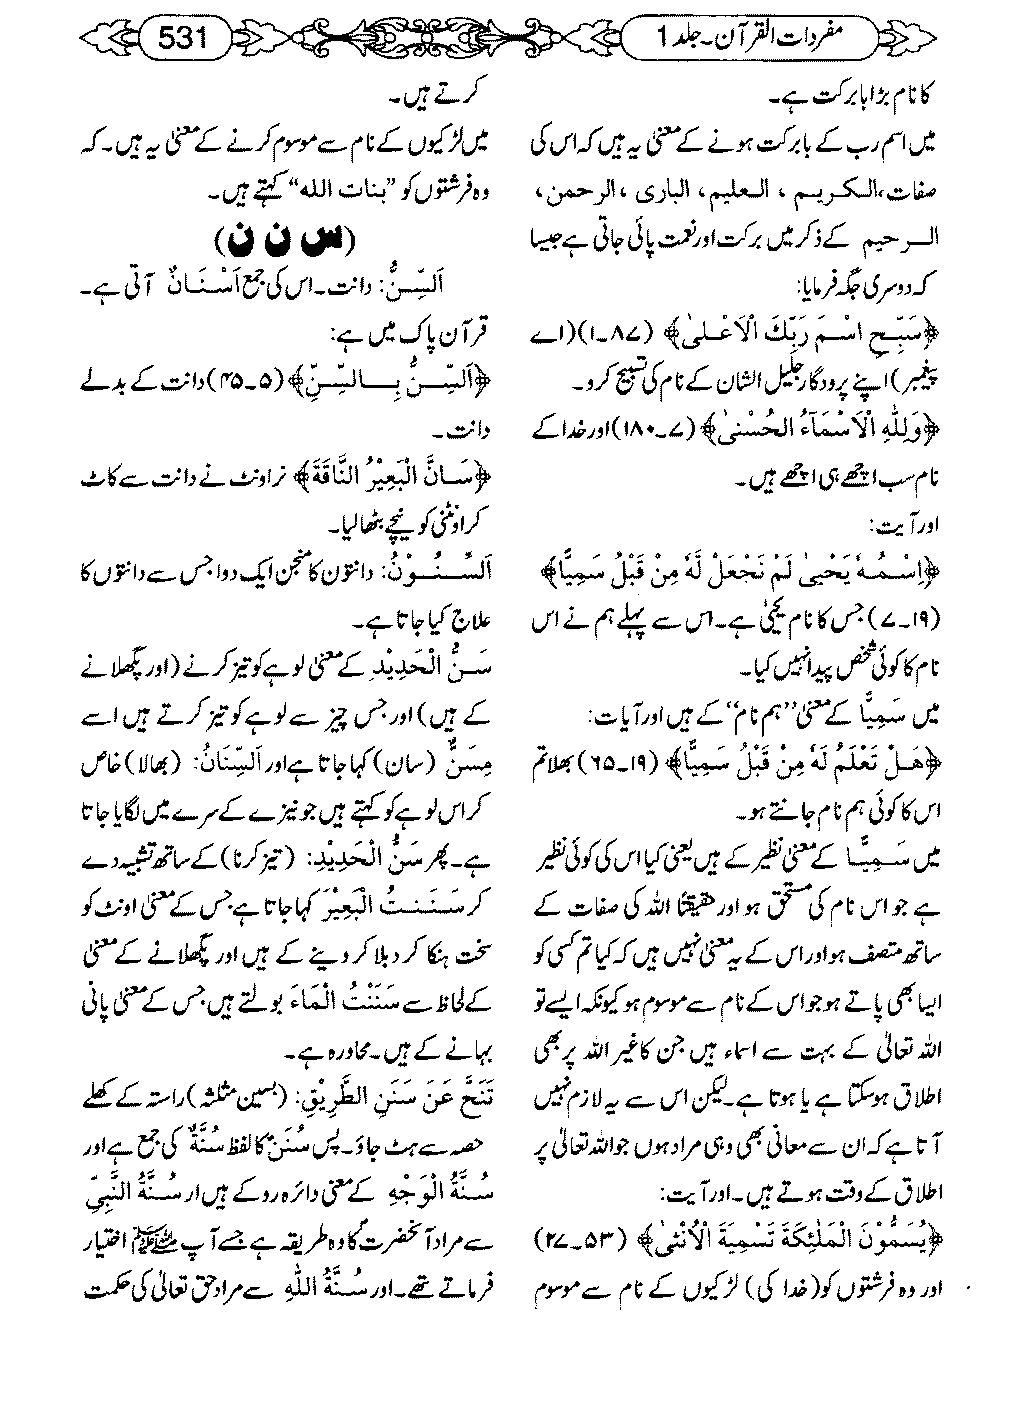 مفردات القرآن۔ جلد 1
531
کا نام بڑا بابرکت ہے۔
میں اسم رب کے بابرکت ہونے کے معنیٰ یہ ہیں کہ اس کی
صفات، الکریم ، العلیم، الباری ، الرحمن،
الرحیم کے ذکر میں برکت اور نعمت پائی جاتی ہے جیسا
کہ دوسری جگہ فرمایا:
﴿سَبِّحِ اسْمَ رَبِّكَ الْاَعْلىٰ﴾ (۸۷۔۱) (اے
پیغمبر) اپنے پرودگار جلیل الشان کے نام کی تسبیح کرو۔
﴿وَلِلّٰهِ الْاَسْمَآءُ الْحُسْنىٰ﴾ (۷۔۱۸۰) اور خدا کے
نام سب اچھے ہی اچھے ہیں۔
اور آیت:
﴿اِسْمُهٗ يَحْيىٰ لَمْ نَجْعَلْ لَّهٗ مِنْ قَبْلُ سَمِيًّا﴾
(۱۹۔۷) جس کا نام یحییٰ ہے۔ اس سے پہلے ہم نے اس
نام کا کوئی شخص پیدا نہیں کیا۔
میں سَمِیًّا کے معنیٰ ''ہم نام'' کے ہیں اور آیات:
﴿هَلْ تَعْلَمُ لَهٗ مِنْ قَبْلُ سَمِيًّا﴾ (۱۹۔۶۵) بھلا تم
اس کا کوئی ہم نام جانتے ہو۔
میں سَمِیًّا کے معنی نظیر کے ہیں یعنی کیا اس کی کوئی نظیر
ہے جو اس نام کی مستحق ہو اور حقیقتًا اللہ کی صفات کے
ساتھ متصف ہو اور اس کے یہ معنیٰ نہیں ہیں کہ کیا تم کسی کو
ایسا بھی پاتے ہو جو اس کے نام سے موسوم ہو کیونکہ ایسے تو
اللہ تعالیٰ کے بہت سے اسماء ہیں جن کا غیر اللہ پر بھی
اطلاق ہوسکتا ہے یا ہوتا ہے۔ لیکن اس سے یہ لازم نہیں
آتا ہے کہ ان سے معانی بھی وہی مراد ہوں جو اللہ تعالیٰ پر
اطلاق کے وقت ہوتے ہیں۔ اور آیت:
﴿يُسَمُّوْنَ الْمَلٰئِكَةَ تَسْمِيَةَ الْاُنْثىٰ﴾ (۵۳۔۲۷)
اور وہ فرشتوں کو (خدا کی) لڑکیوں کے نام سے موسوم
کرتے ہیں۔
میں لڑکیوں کے نام سے موسوم کرنے کے معنیٰ یہ ہیں۔ کہ
وہ فرشتوں کو ''بنات الله'' کہتے ہیں۔
(س ن ن)
اَلسِّنُّ: دانت۔ اس کی جمع اَسْنَانٌ آتی ہے۔
قرآن پاک میں ہے:
﴿اَلسِّنُّ بِالسِّنِّ﴾ (۵۔۴۵) دانت کے بدلے
دانت۔
﴿سَانَّ الْبَعِيْرُ النَّاقَةَ﴾ نر اونٹ نے دانت سے کاٹ
کر اونٹنی کو نیچے بٹھا لیا۔
اَلسُّنُوْنُ: دانتون کا منجن ایک دوا جس سے دانتوں کا
علاج کیا جاتا ہے۔
سَنُّ الْحَدِيْدِ کے معنیٰ لوہے کو تیز کرنے (اور پگھلانے
کے ہیں) اور جس چیز سے لوہے کو تیز کرتے ہیں اسے
مِسَنٌّ (سان) کہا جاتا ہے اور اَلسِّنَانُ: (بھالا) خاص
کر اس لوہے کو کہتے ہیں جو نیزے کے سرے میں لگایا جاتا
ہے۔ پھر سَنُّ الْحَدِيْدِ: (تیز کرنا) کے ساتھ تشبیہ دے
کر سَنَنْتُ الْبَعِيْرَ کہا جاتا ہے جس کے معنیٰ اونٹ کو
سخت ہنکا کر دبلا کر دینے کے ہیں اور پگھلانے کے معنیٰ
کے لحاظ سے سَنَنْتُ الْمَاءَ بولتے ہیں جس کے معنیٰ پانی
بہانے کے ہیں۔ محاورہ ہے۔
تَنَحَّ عَنْ سَنَنِ الطَّرِيْقِ: (بسین مثلثہ) راستہ کے کھلے
حصہ سے ہٹ جاؤ۔ پس سُنَنٌ کا لفظ سُنَّةٌ کی جمع ہے اور
سُنَّةُ الْوَجْهِ کے معنیٰ دائرہ رو کے ہیں ار سُنَّةُ النَّبِيِّ
سے مراد آنحضرت کا وہ طریقہ ہے جسے آپ ﷺ اختیار
فرماتے تھے۔ اور سُنَّةُ اللّٰهِ سے مراد حق تعالیٰ کی حکمت